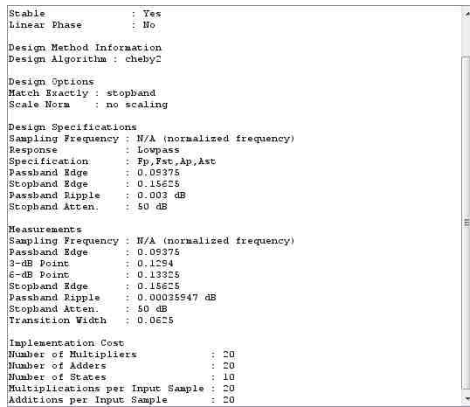 Stable : Yes
Linear Phase : No
Design Method Information
Design Algorithm : cheby2
Design Options
Match Exactly : stopband
Scale Norm : no scaling
Design Specifications
Sampling Frequency : N/A (normalized frequency)
Response : Lowpass
Specification : Fp,Fst,Ap,Ast
Passband Edge : 0.09375
Stopband Edge : 0.15625
Passband Ripple : 0.003 dB
Stopband Atten. : 50 dB
Measurements
Sampling Frequency : N/A (normalized frequency)
Passband Edge : 0.09375
3-dB Point : 0.1294
6-dB Point : 0.13325
Stopband Edge : 0.15625
Passband Ripple : 0.00035947 dB
Stopband Atten. : 50 dB
Transition Width : 0.0625
Implementation Cost
Number of Multipliers : 20
Number of Adders : 20
Number of States : 10
Multiplications per Input Sample : 20
Additions per Input Sample : 20